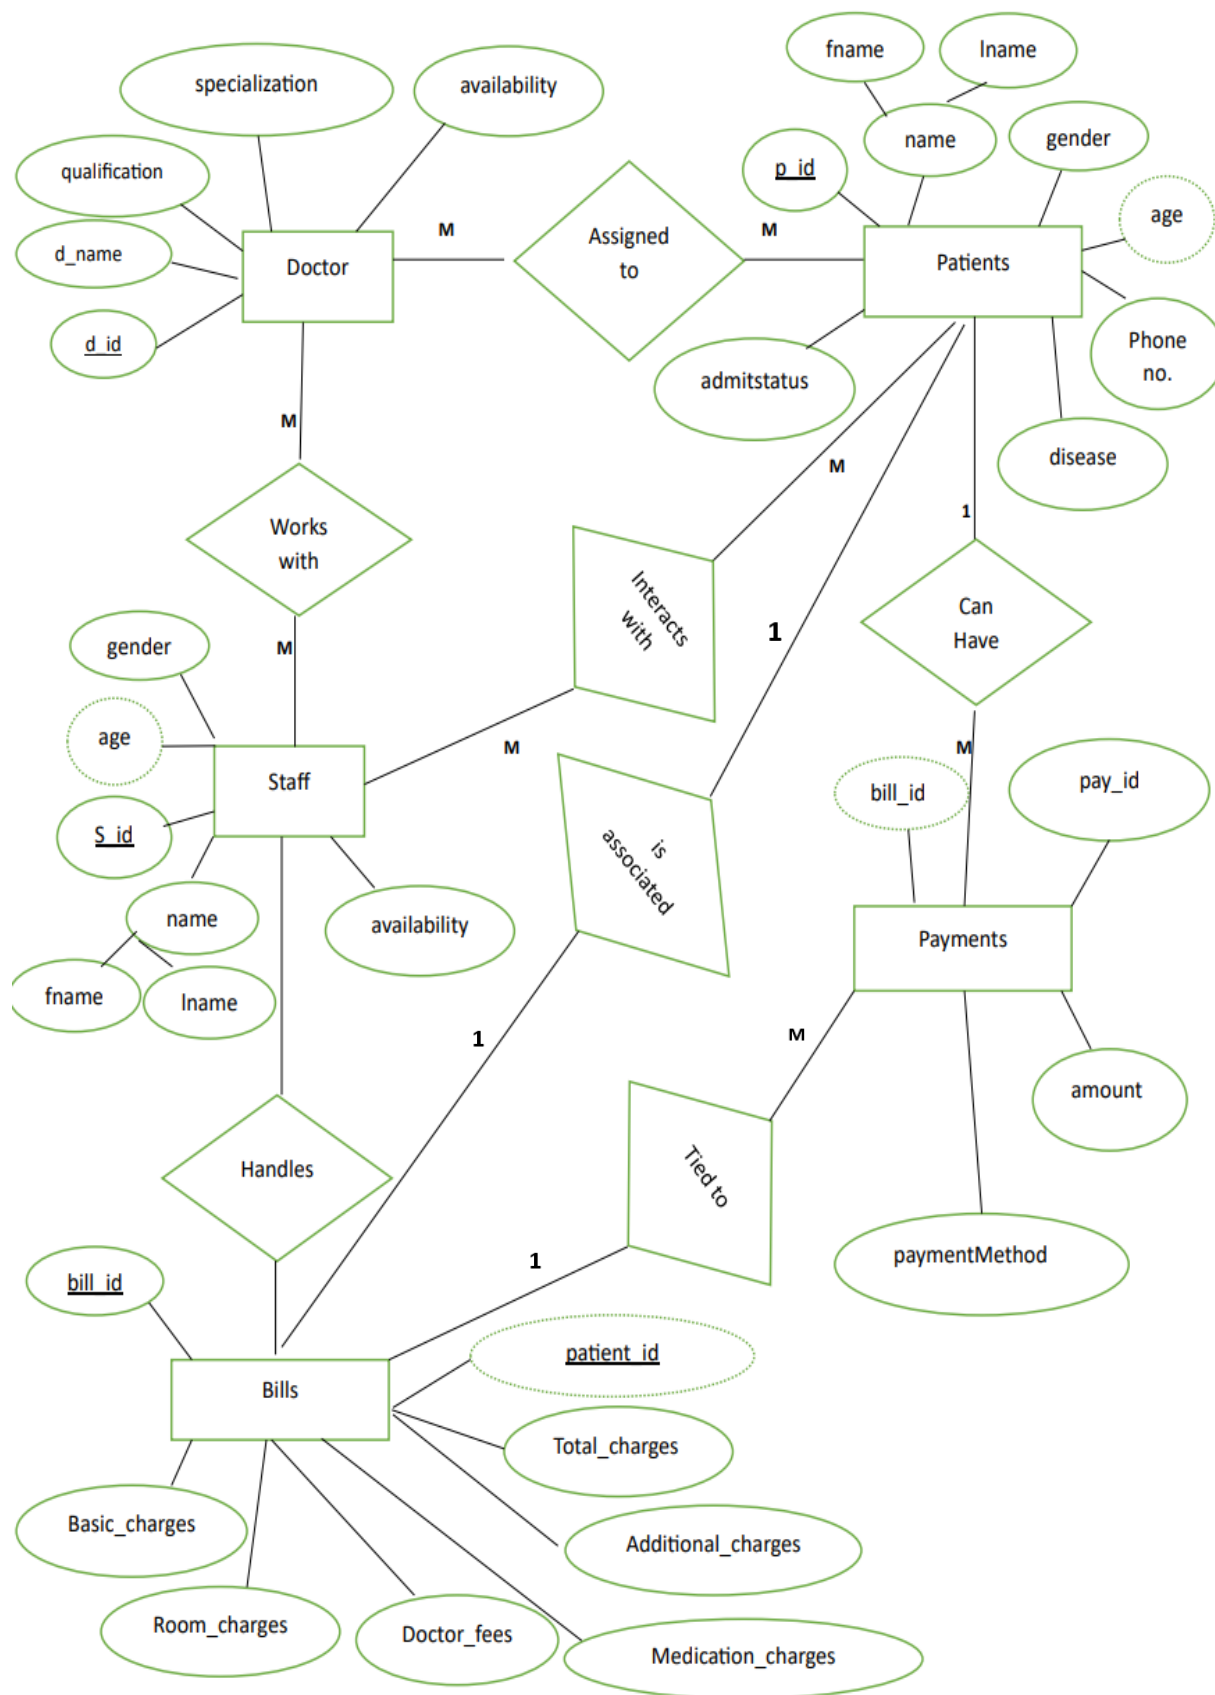 fname
lname
specialization
availability
name
gender
qualification
p_id
age
M
M
Assigned
to
d_name
Doctor
Patients
d_id
Phone
no.
admitstatus
M
disease
M
1
Works
with
Interacts
with
Can
Have
1
gender
M
age
M
M
Staff
bill_id
pay_id
S_id
is
associated
name
availability
Payments
fname
lname
1
M
amount
Handles
Tied to
1
paymentMethod
bill_id
patient_id
Bills
Total_charges
Basic_charges
Additional_charges
Room_charges
Doctor_fees
Medication_charges